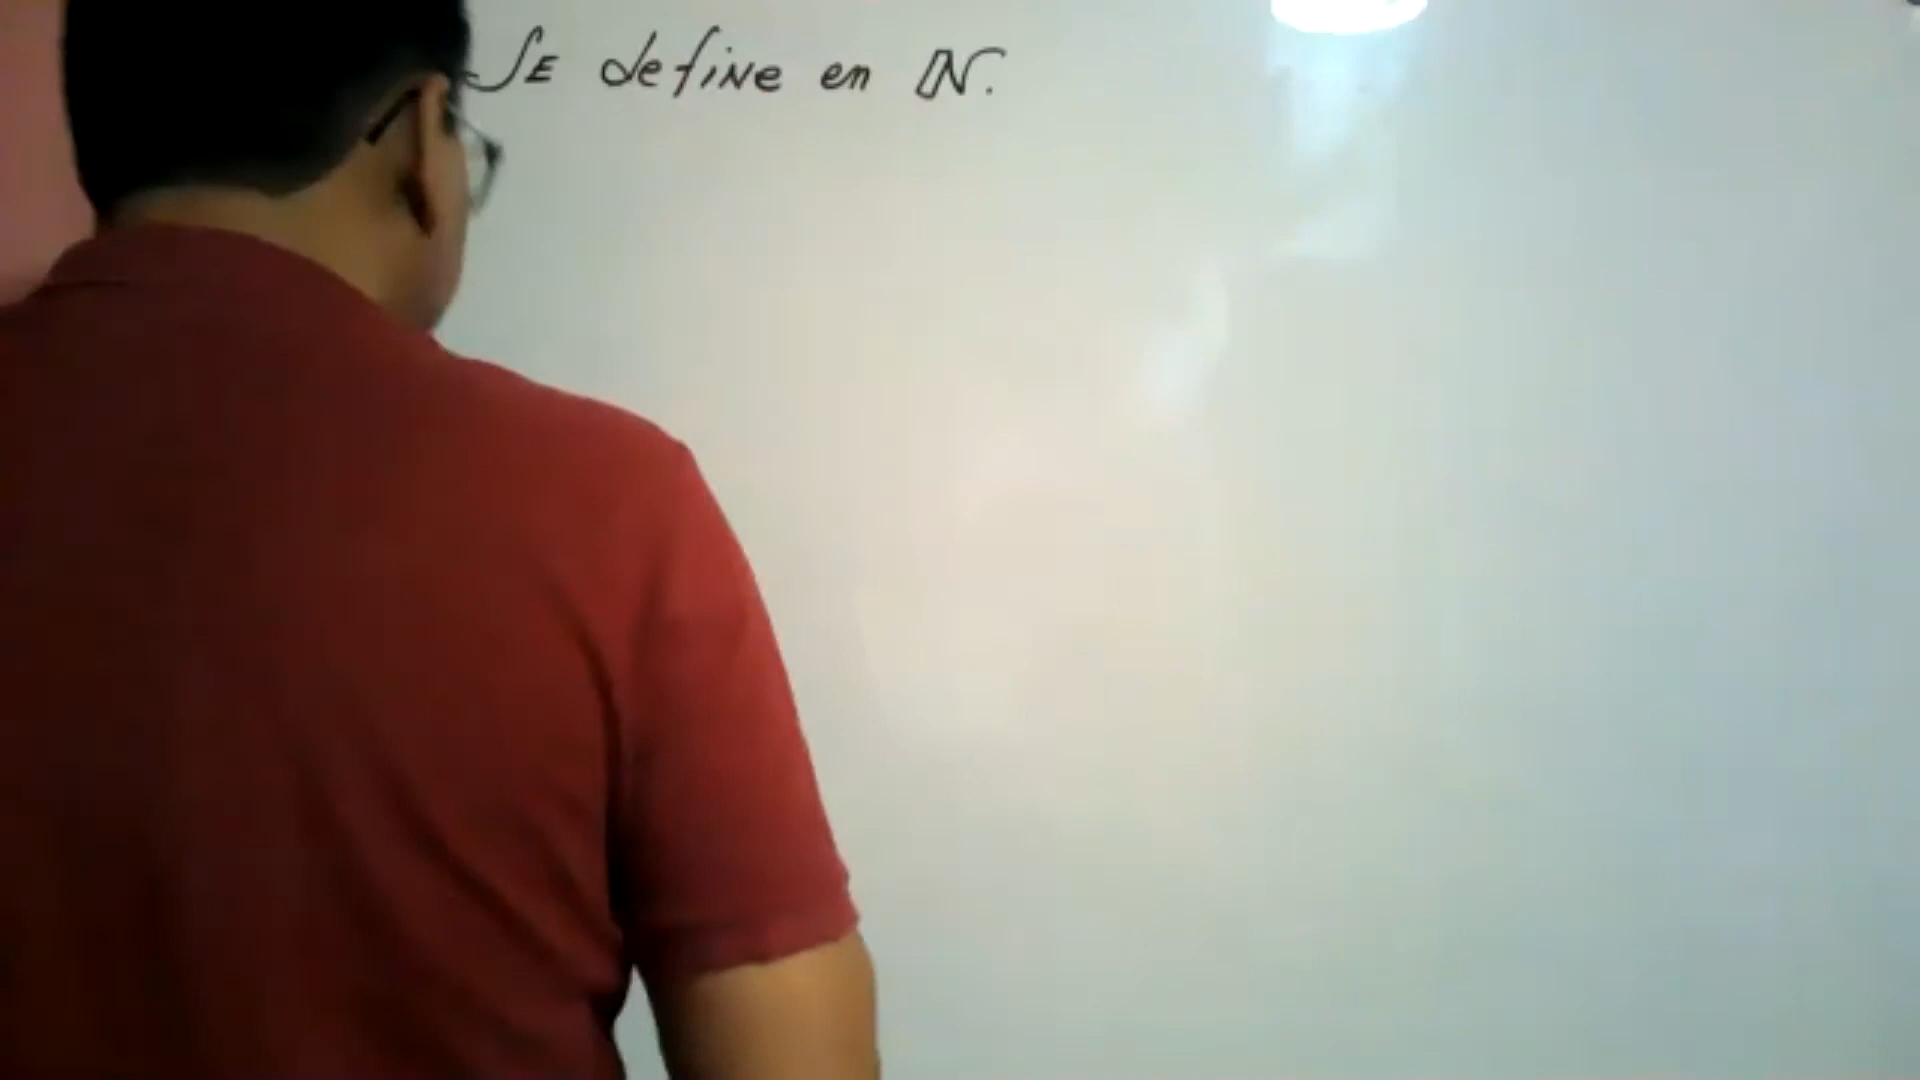 Se define en ℕ.